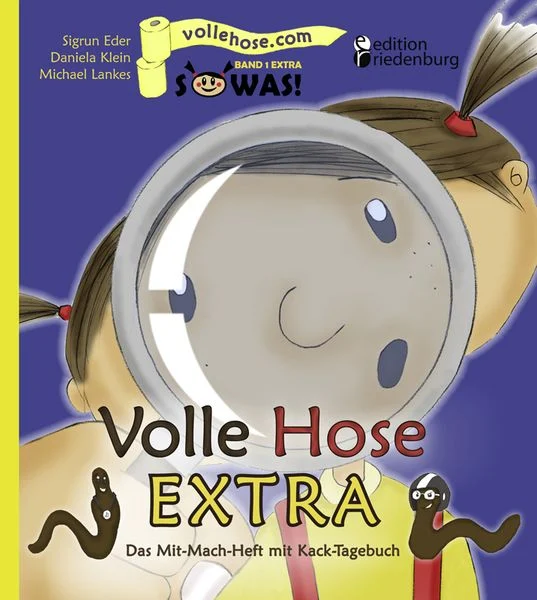 Sigrun Eder
Daniela Klein
Michael Lankes
vollehose.com
BAND 1 EXTRA
SOWAS!
edition
riedenburg
Volle Hose
EXTRA
Das Mit-Mach-Heft mit Kack-Tagebuch